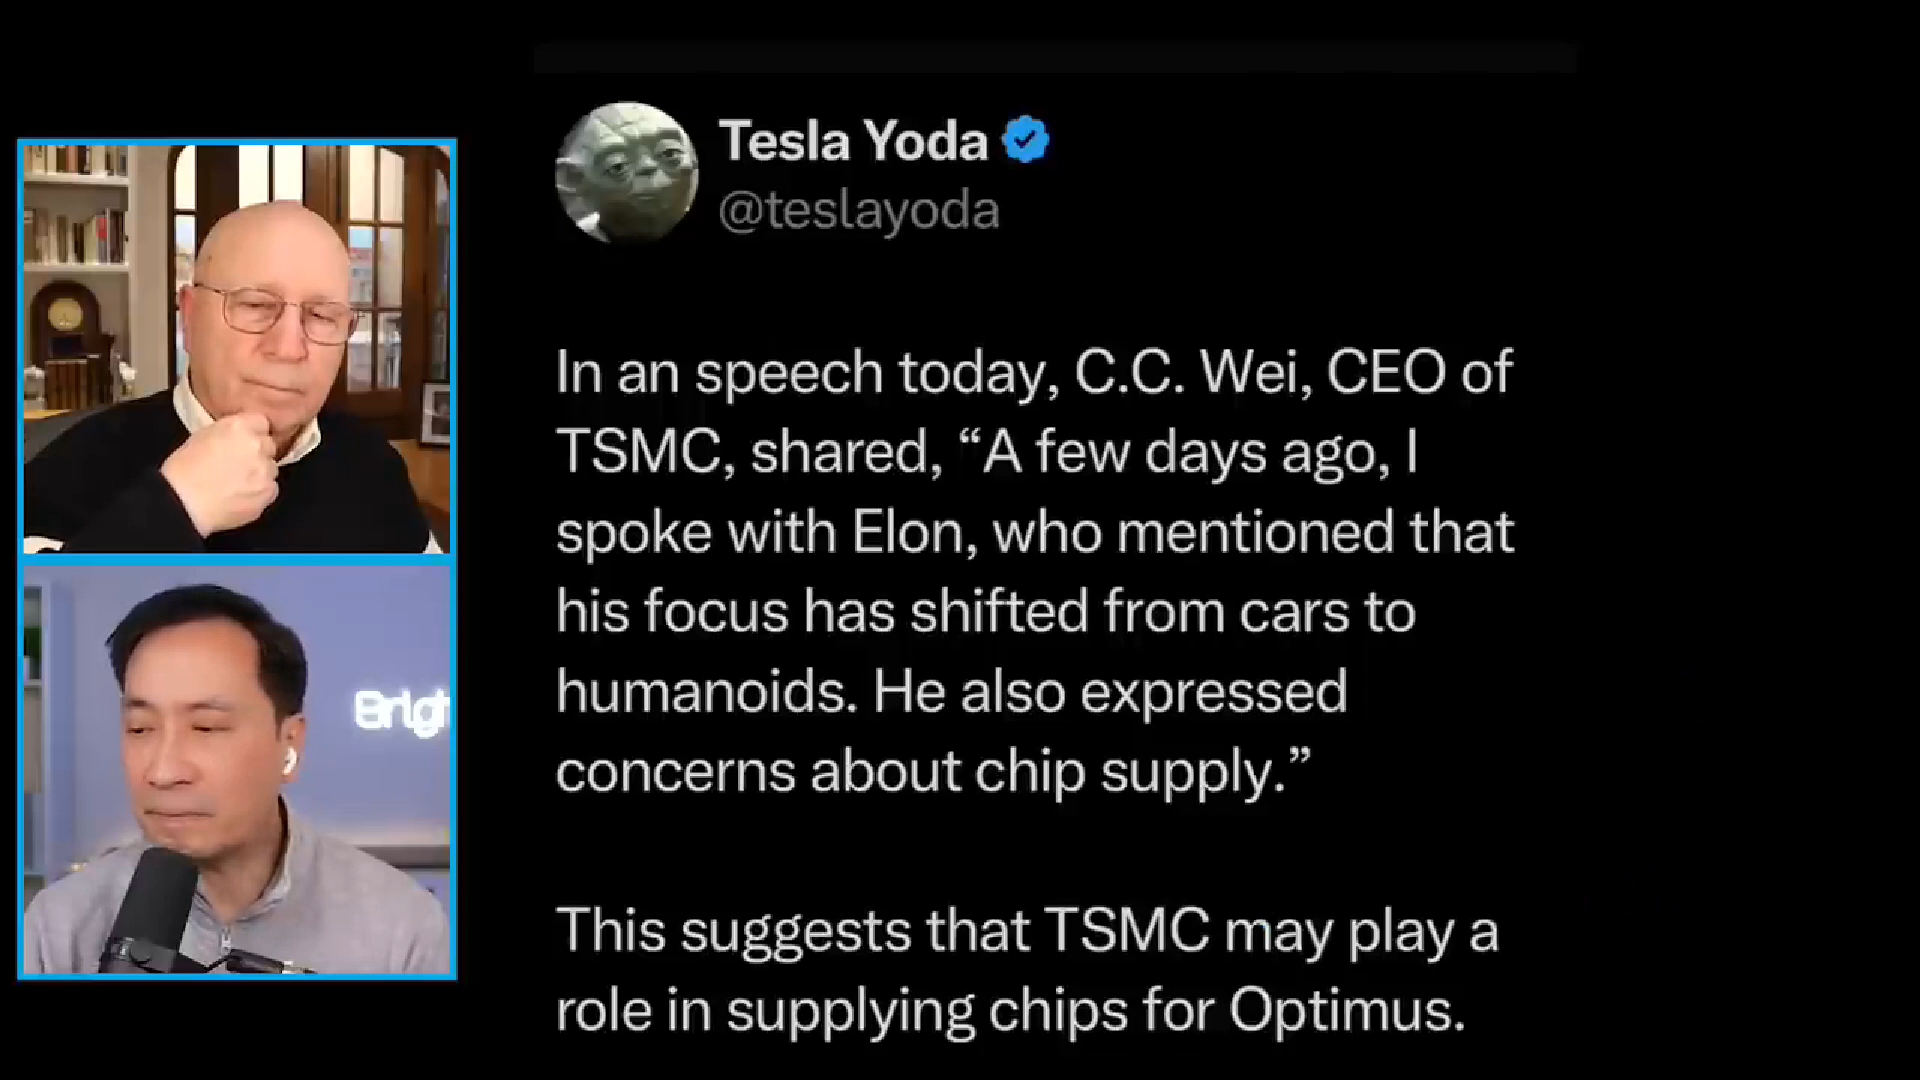 Tesla Yoda
@teslayoda
In an speech today, C.C. Wei, CEO of
TSMC, shared, “A few days ago, I
spoke with Elon, who mentioned that
his focus has shifted from cars to
humanoids. He also expressed
concerns about chip supply.”
This suggests that TSMC may play a
role in supplying chips for Optimus.